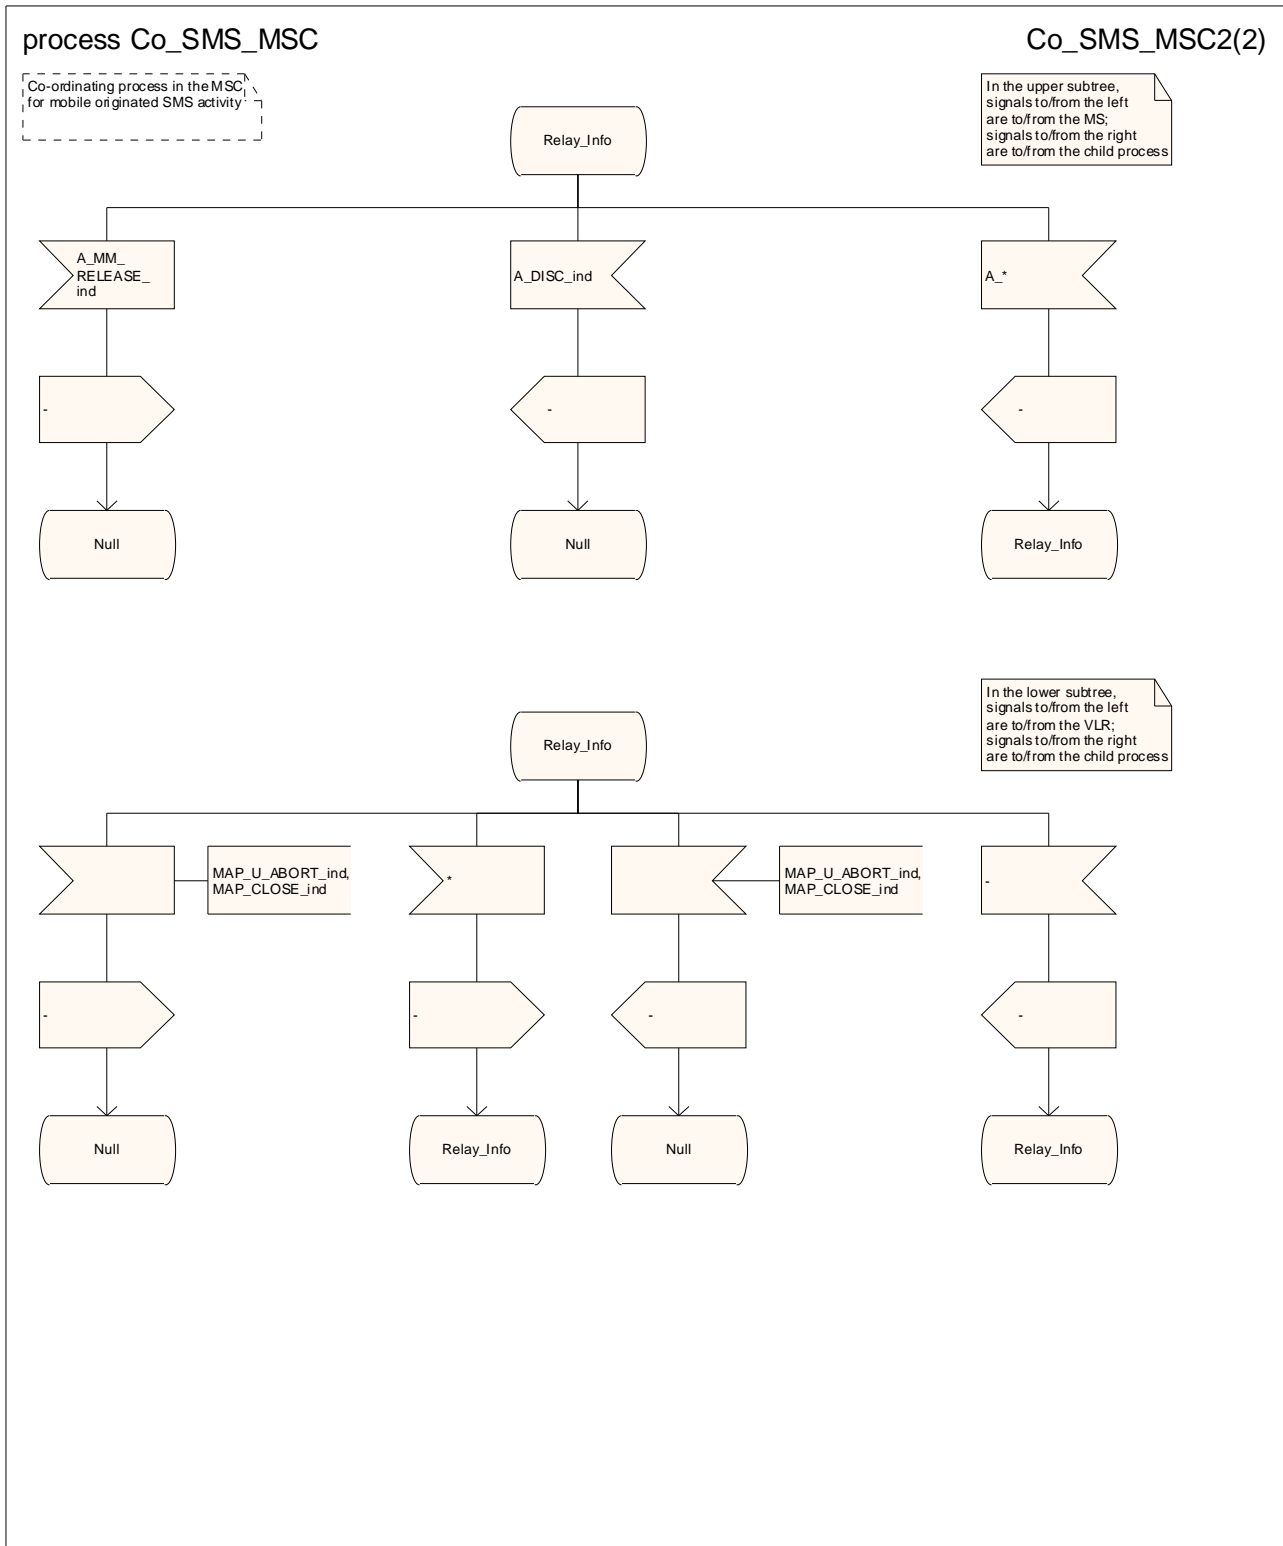 process Co_SMS_MSC
Co_SMS_MSC2(2)
Co-ordinating process in the MSC
for mobile originated SMS activity
In the upper subtree,
signals to/from the left
are to/from the MS;
signals to/from the right
are to/from the child process
Relay_Info
A_MM_
RELEASE_
ind
A_DISC_ind
A_*
-
-
-
Null
Null
Relay_Info
In the lower subtree,
signals to/from the left
are to/from the VLR;
signals to/from the right
are to/from the child process
Relay_Info
MAP_U_ABORT_ind,
MAP_CLOSE_ind
*
MAP_U_ABORT_ind,
MAP_CLOSE_ind
-
-
-
-
-
Null
Relay_Info
Null
Relay_Info